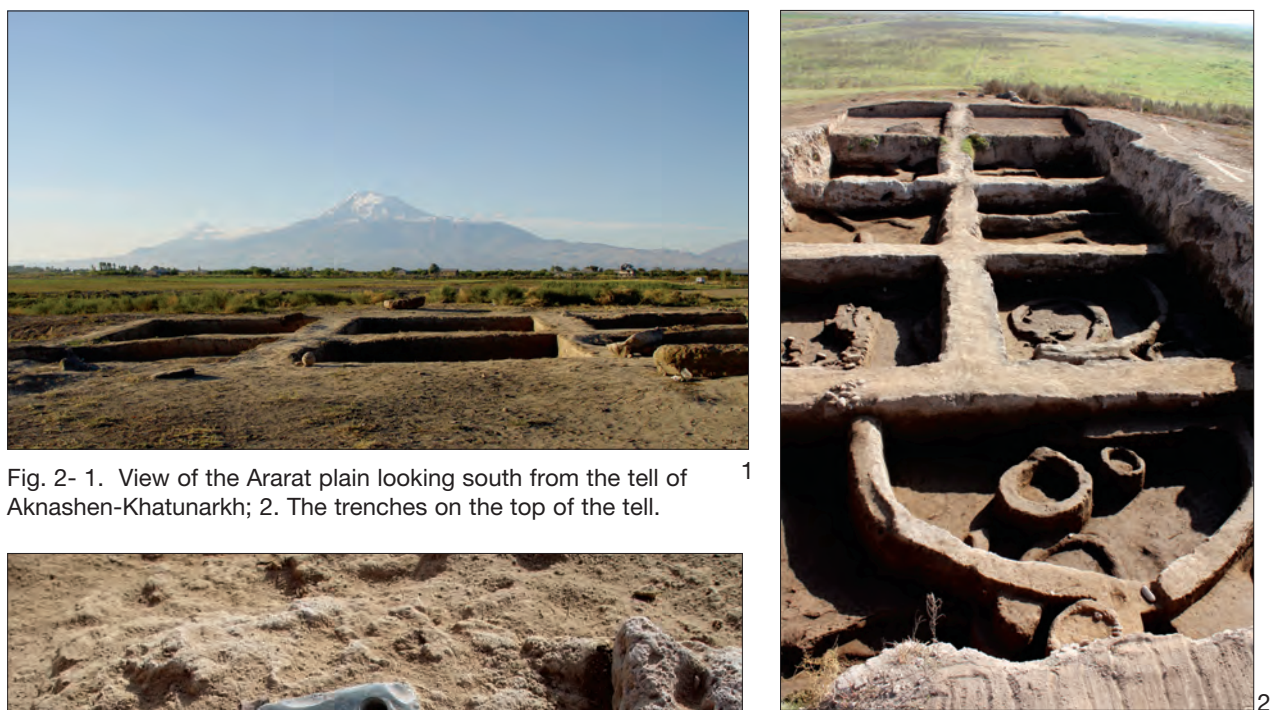 Fig. 2- 1. View of the Ararat plain looking south from the tell of
Aknashen-Khatunarkh; 2. The trenches on the top of the tell.
1
2